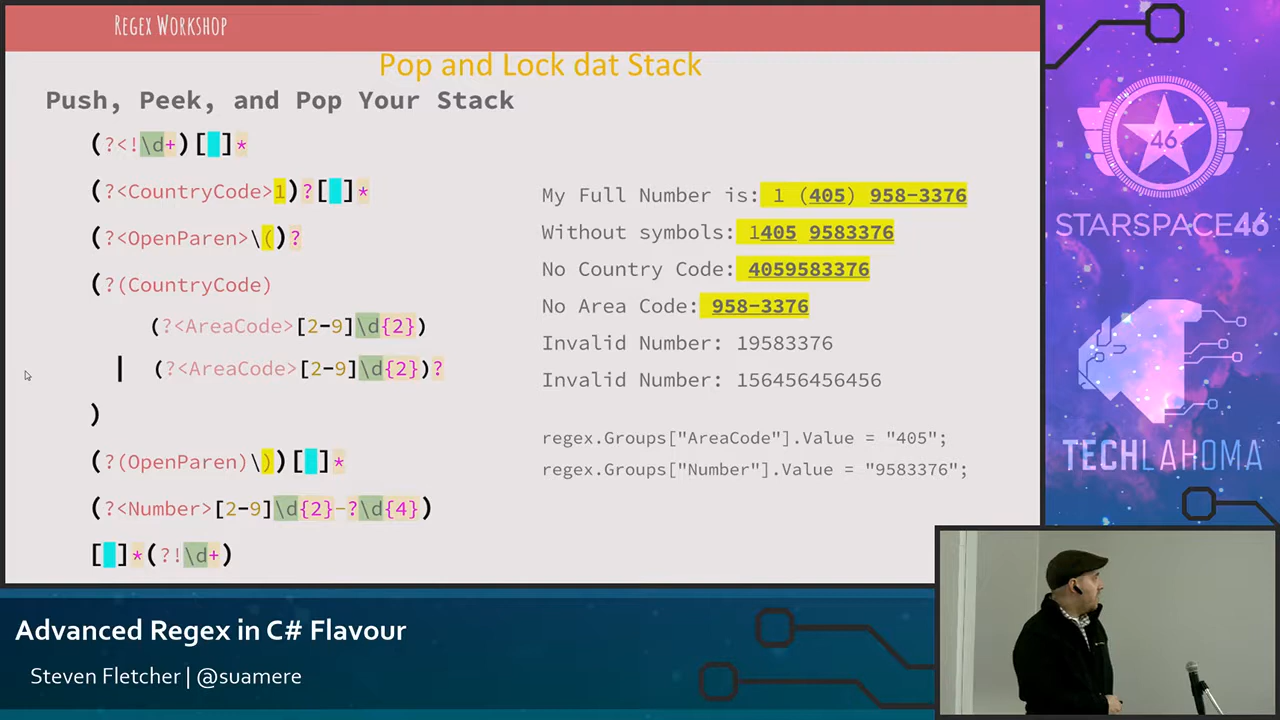 Regex Workshop
Pop and Lock dat Stack
Push, Peek, and Pop Your Stack
(?<!\d+)[ ]*
(?<CountryCode>1)?[ ]*
(?<OpenParen>\()?
(?(CountryCode)
(?<AreaCode>[2-9]\d{2})
| (?<AreaCode>[2-9]\d{2})?
)
(?(OpenParen)\))[ ]*
(?<Number>[2-9]\d{2}-?\d{4})
[ ]*(?!\d+)
My Full Number is: 1 (405) 958-3376
Without symbols: 1405 9583376
No Country Code: 4059583376
No Area Code: 958-3376
Invalid Number: 19583376
Invalid Number: 156456456456
regex.Groups["AreaCode"].Value = "405";
regex.Groups["Number"].Value = "9583376";
46
STARSPACE46
TECHLAHOMA
Advanced Regex in C# Flavour
Steven Fletcher | @suamere